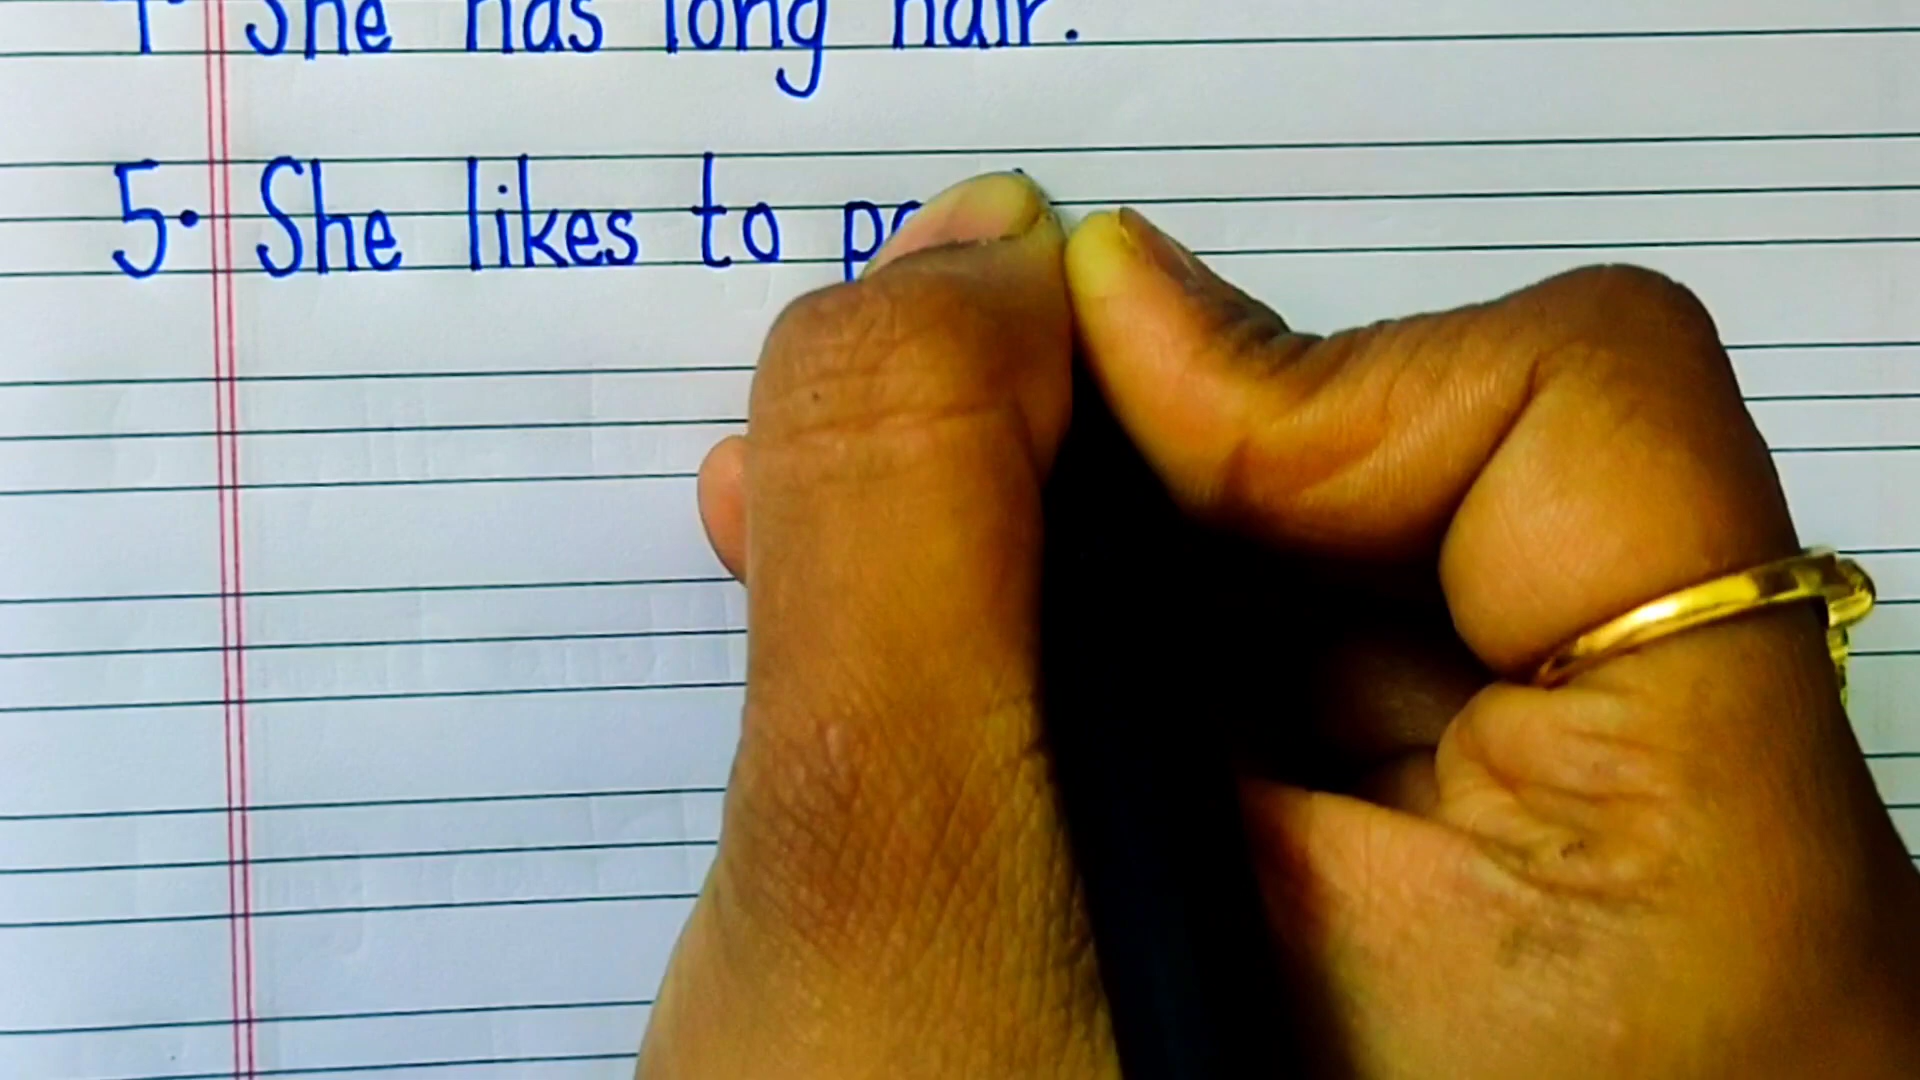 4. She has long hair.
5. She likes to